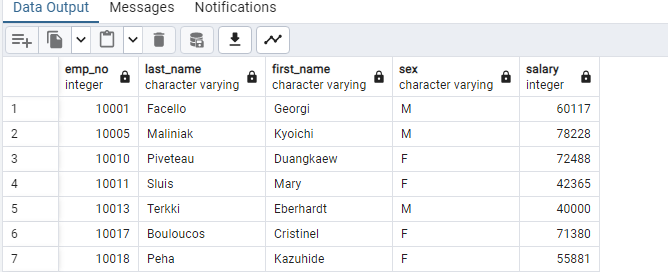 Data Output Messages Notifications
emp_no last_name first_name sex salary
integer character varying character varying character varying integer
1 10001 Facello Georgi M 60117
2 10005 Maliniak Kyoichi M 78228
3 10010 Piveteau Duangkaew F 72488
4 10011 Sluis Mary F 42365
5 10013 Terkki Eberhardt M 40000
6 10017 Bouloucos Cristinel F 71380
7 10018 Peha Kazuhide F 55881